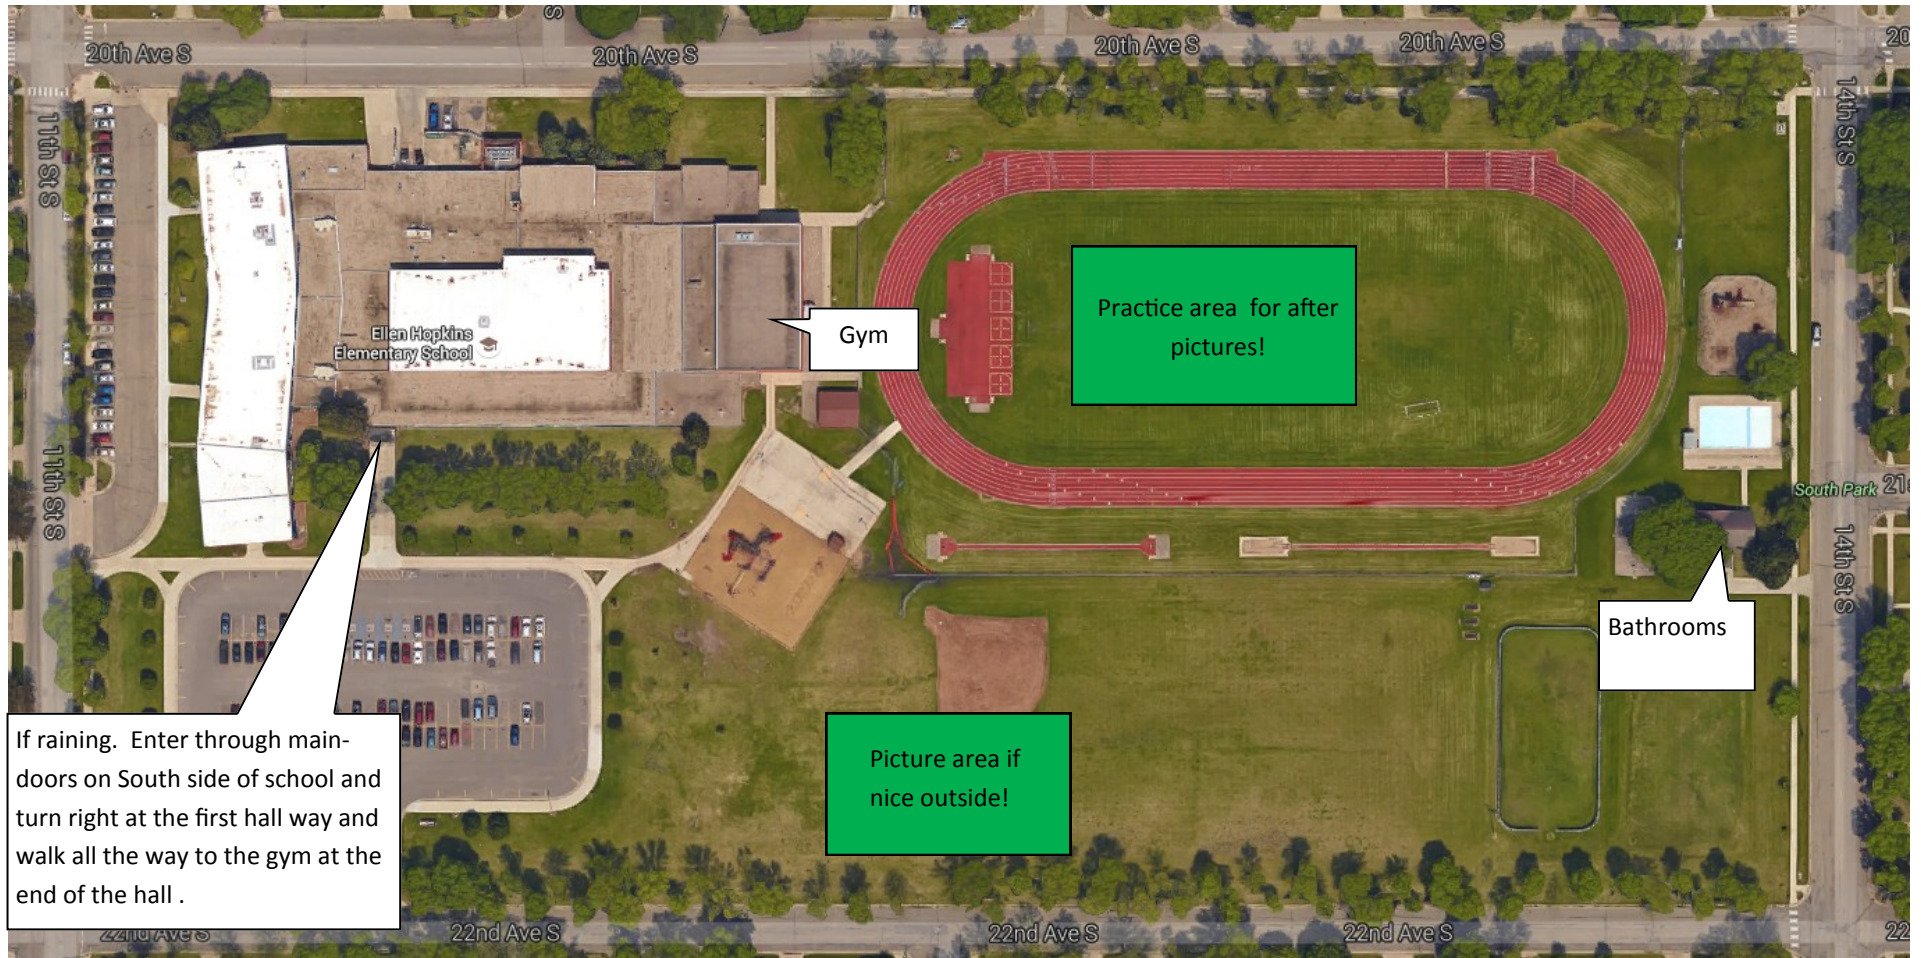 S
20th Ave S
20th Ave S
20th Ave S
20th Ave S
20
11th St S
14th St S
Practice area for after
pictures!
Gym
Ellen Hopkins
Elementary School
11th St S
South Park
21s
14th St S
Bathrooms
If raining. Enter through main-
doors on South side of school and
turn right at the first hall way and
walk all the way to the gym at the
end of the hall .
Picture area if
nice outside!
22nd Ave S
22nd Ave S
22nd Ave S
22nd Ave S
22